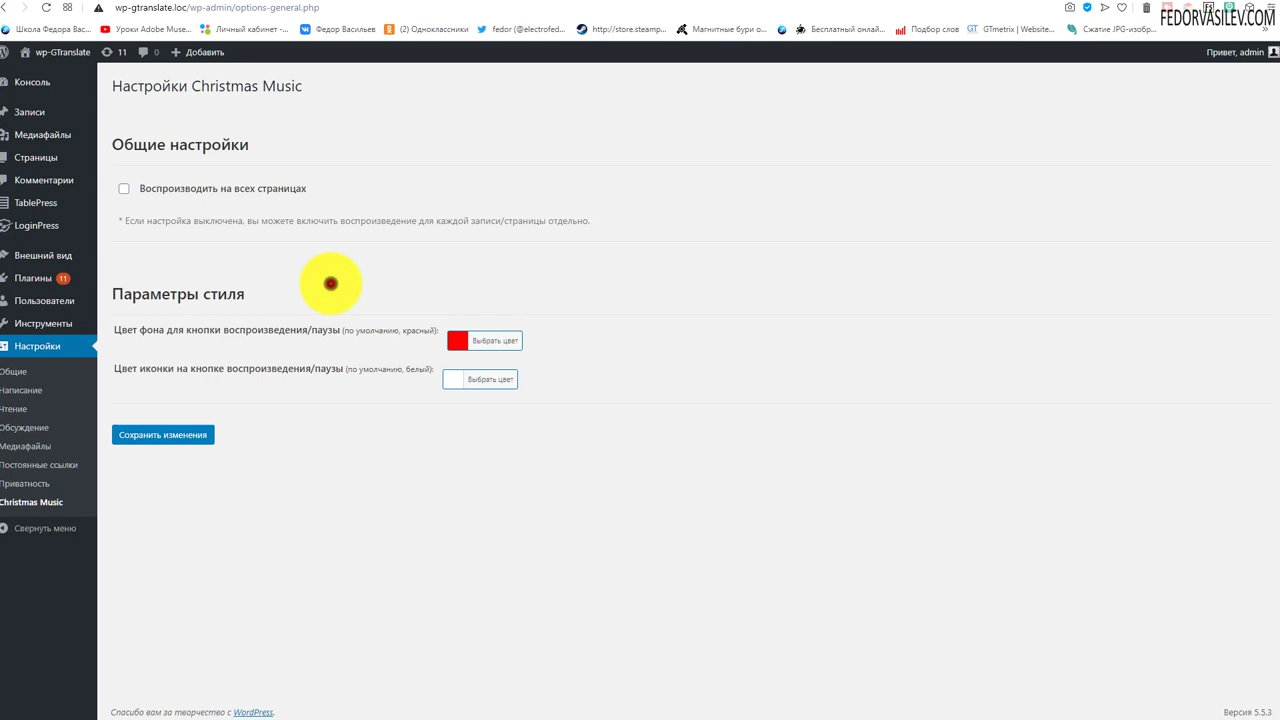 wp-gtranslate.loc/wp-admin/options-general.php
FEDORVASILEV.COM
Школа Федора Вас...
Уроки Adobe Muse...
Личный кабинет -...
Федор Васильев
(2) Одноклассники
fedor (@electrofed...
http://store.steamp...
Магнитные бури о...
Бесплатный онлай...
Подбор слов
GT GTmetrix | Website...
Сжатие JPG-изобр...
»
wp-GTranslate
11
0
Добавить
Привет, admin
Консоль
Записи
Медиафайлы
Страницы
Комментарии
TablePress
LoginPress
Внешний вид
Плагины 11
Пользователи
Инструменты
Настройки
Общие
Написание
Чтение
Обсуждение
Медиафайлы
Постоянные ссылки
Приватность
Christmas Music
Свернуть меню
Настройки Christmas Music
Общие настройки
Воспроизводить на всех страницах
* Если настройка выключена, вы можете включить воспроизведение для каждой записи/страницы отдельно.
Параметры стиля
Цвет фона для кнопки воспроизведения/паузы (по умолчанию, красный):
Выбрать цвет
Цвет иконки на кнопке воспроизведения/паузы (по умолчанию, белый):
Выбрать цвет
Сохранить изменения
Спасибо вам за творчество с WordPress.
Версия 5.5.3